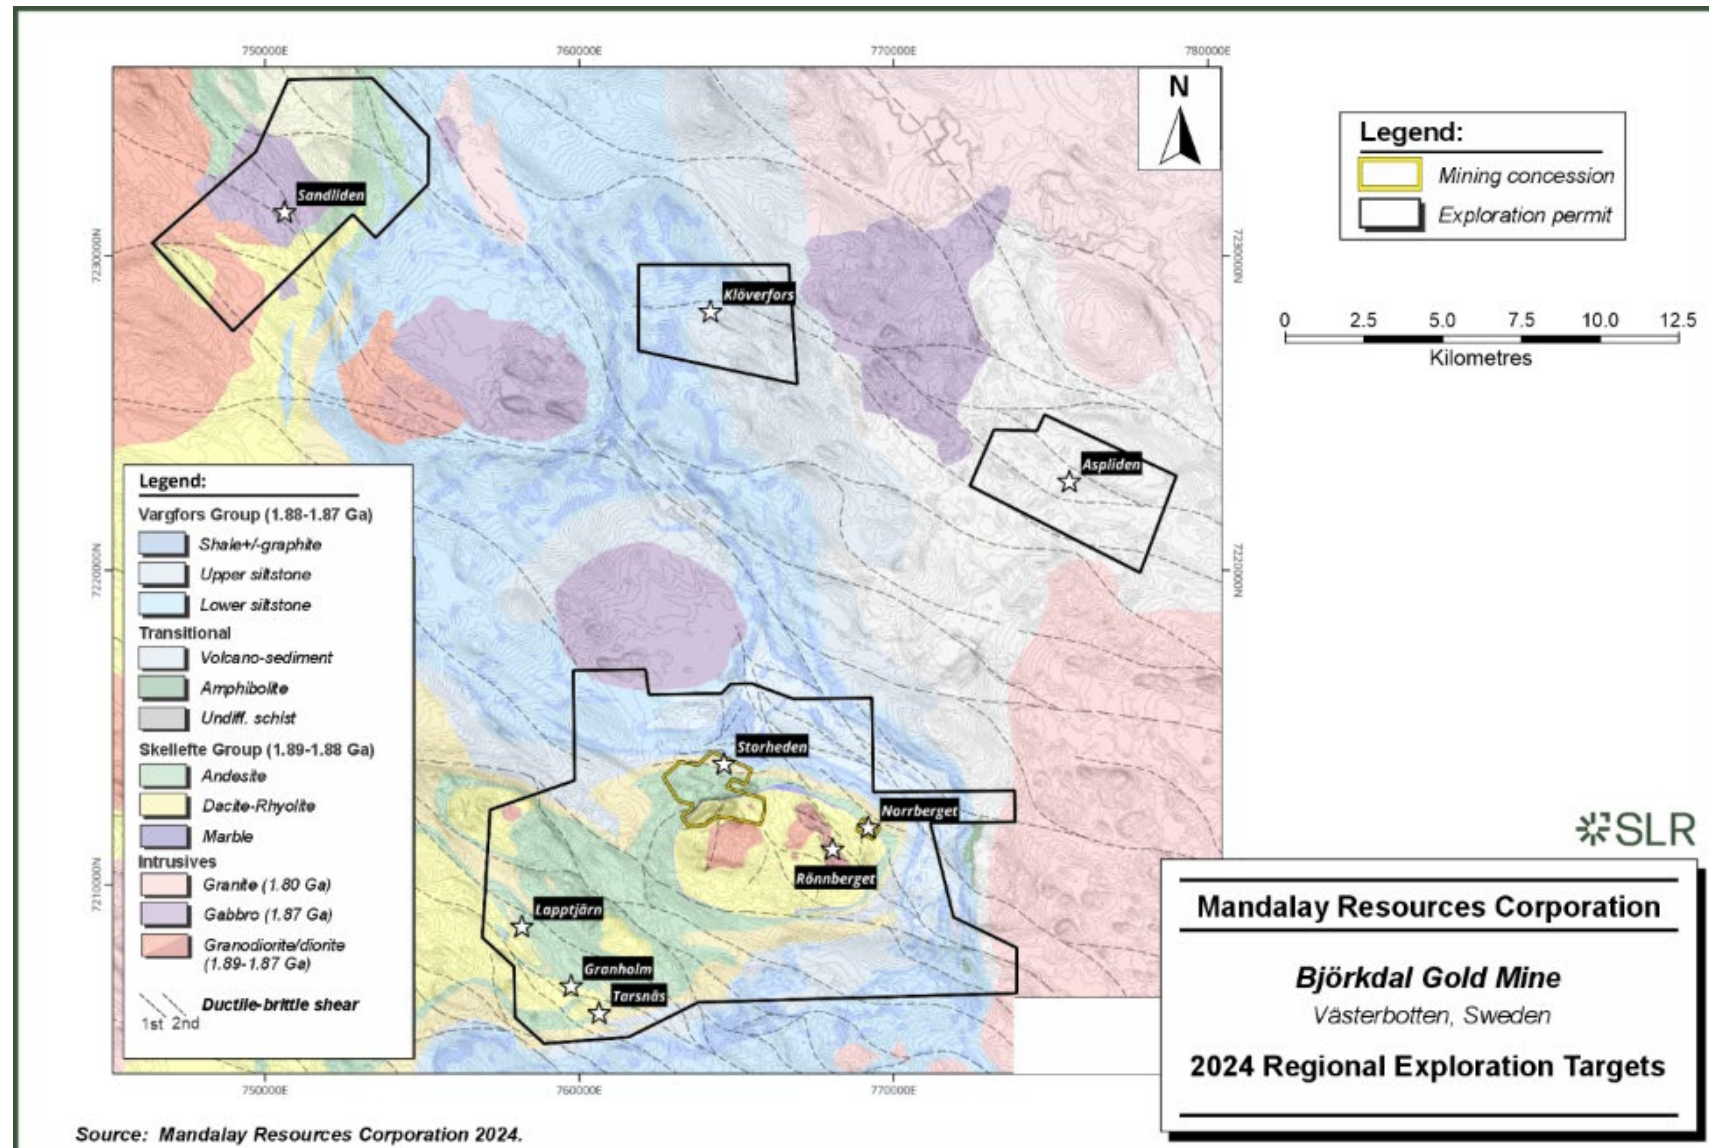 750000E 760000E 770000E 780000E
N
Sandliden
7230000N
7230000N
Klöverfors
Aspliden
7220000N
7220000N
Storheden
Norrberget
Rönnberget
7210000N
Lapptjärn
Granholm
Tarsnäs
750000E 760000E 770000E
Legend:
Vargfors Group (1.88-1.87 Ga)
Shale+/-graphite
Upper siltstone
Lower siltstone
Transitional
Volcano-sediment
Amphibolite
Undiff. schist
Skellefte Group (1.89-1.88 Ga)
Andesite
Dacite-Rhyolite
Marble
Intrusives
Granite (1.80 Ga)
Gabbro (1.87 Ga)
Granodiorite/diorite
(1.89-1.87 Ga)
Ductile-brittle shear
1st 2nd
Legend:
Mining concession
Exploration permit
0 2.5 5.0 7.5 10.0 12.5
Kilometres
SLR
Mandalay Resources Corporation
Björkdal Gold Mine
Västerbotten, Sweden
2024 Regional Exploration Targets
Source: Mandalay Resources Corporation 2024.